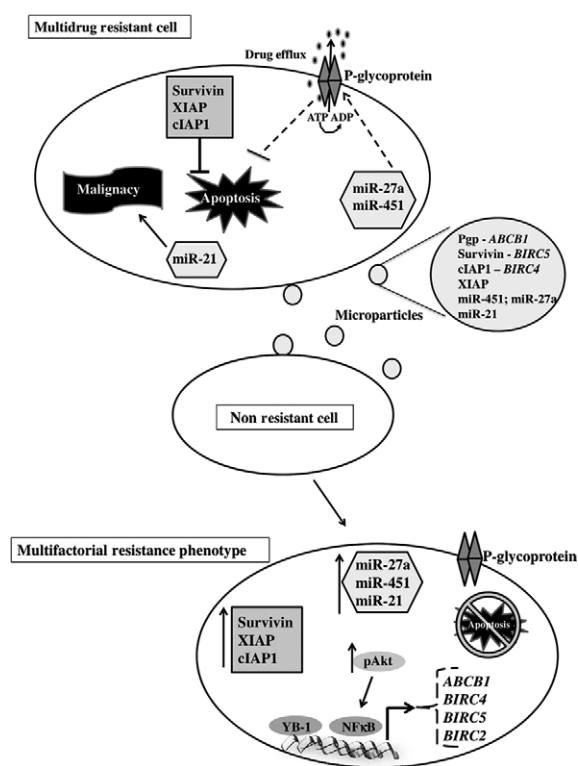 Multidrug resistant cell
Drug efflux
P-glycoprotein
ATP ADP
Survivin
XIAP
cIAP1
Malignacy
Apoptosis
miR-27a
miR-451
miR-21
Pgp - ABCB1
Survivin - BIRC5
cIAP1 – BIRC4
XIAP
miR-451; miR-27a
miR-21
Microparticles
Non resistant cell
Multifactorial resistance phenotype
P-glycoprotein
miR-27a
miR-451
miR-21
Survivin
XIAP
cIAP1
Apoptosis
pAkt
YB-1
NFκB
ABCB1
BIRC4
BIRC5
BIRC2